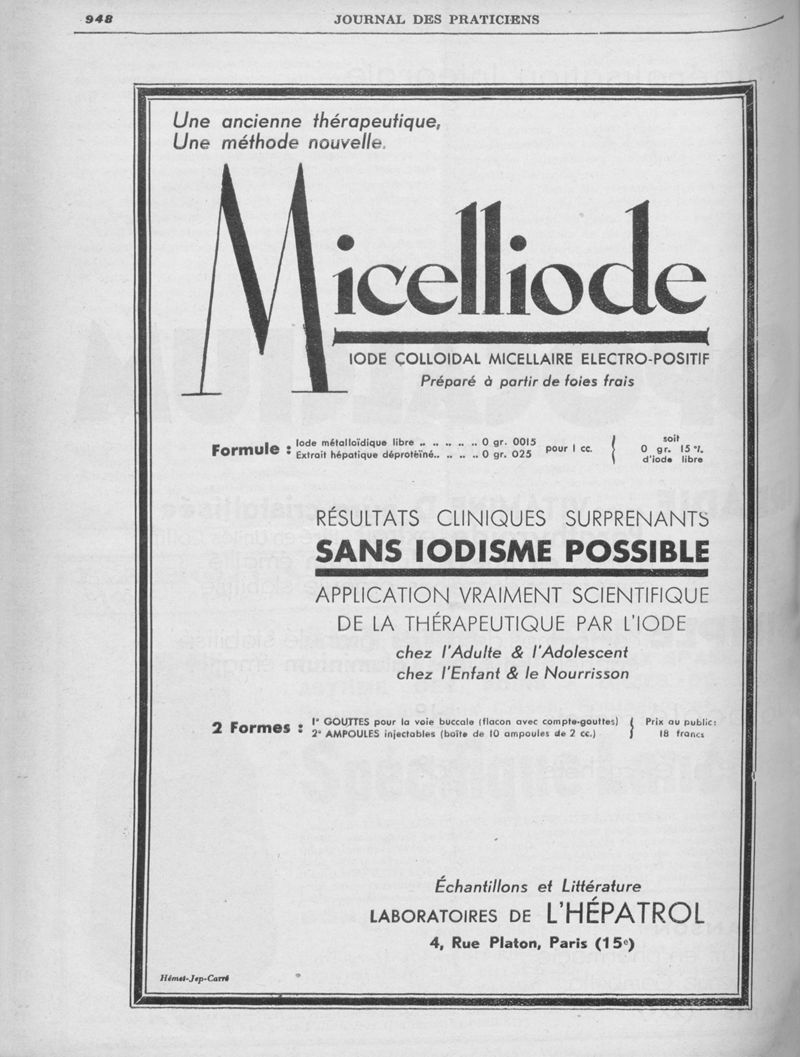 948
JOURNAL DES PRATICIENS
Une ancienne thérapeutique,
Une méthode nouvelle.
Micelliode
IODE COLLOIDAL MICELLAIRE ELECTRO-POSITIF
Préparé à partir de foies frais
Formule :
Iode métalloïdique libre .. .. .. .. .. .. 0 gr. 0015
Extrait hépatique déprotéïné.. .. .. .. 0 gr. 025
pour 1 cc.
soit
0 gr. 15 %
d'iode libre
RÉSULTATS CLINIQUES SURPRENANTS
SANS IODISME POSSIBLE
APPLICATION VRAIMENT SCIENTIFIQUE
DE LA THÉRAPEUTIQUE PAR L'IODE
chez l'Adulte & l'Adolescent
chez l'Enfant & le Nourrisson
2 Formes :
1° GOUTTES pour la voie buccale (flacon avec compte-gouttes)
2° AMPOULES injectables (boîte de 10 ampoules de 2 cc.)
Prix au public:
18 francs
Échantillons et Littérature
LABORATOIRES DE L'HÉPATROL
4, Rue Platon, Paris (15e)
Hémet-Jep-Carré